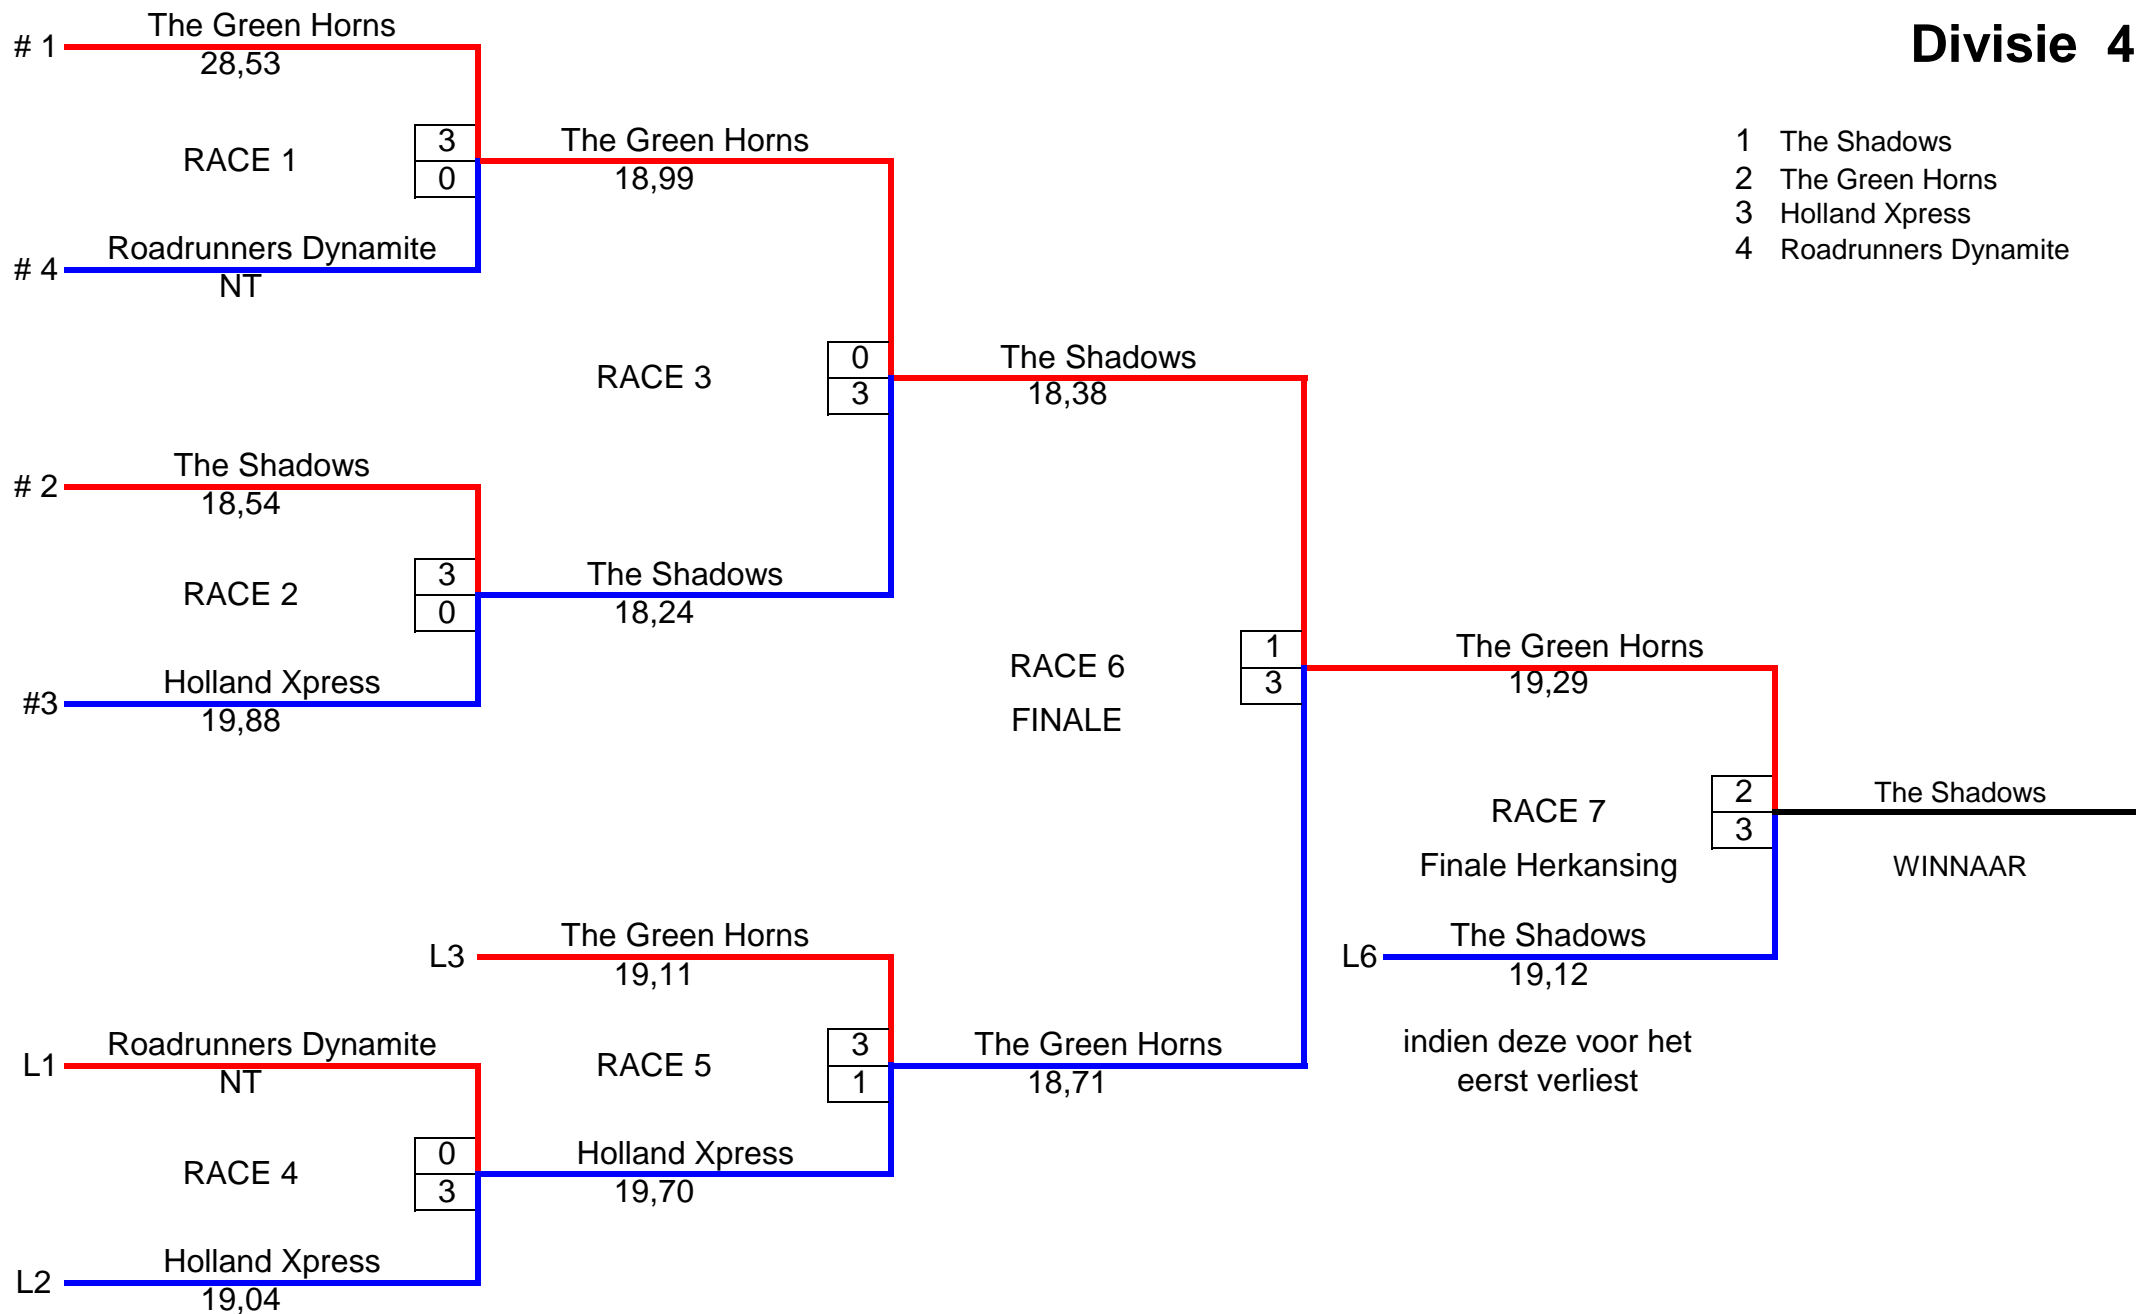 Divisie 4
1 The Shadows
2 The Green Horns
3 Holland Xpress
4 Roadrunners Dynamite
# 1
The Green Horns
28,53
RACE 1
3
0
# 4
Roadrunners Dynamite
NT
The Green Horns
18,99
RACE 3
0
3
# 2
The Shadows
18,54
RACE 2
3
0
#3
Holland Xpress
19,88
The Shadows
18,24
The Shadows
18,38
RACE 6
FINALE
1
3
The Green Horns
19,29
RACE 7
Finale Herkansing
2
3
The Shadows
WINNAAR
L6
The Shadows
19,12
indien deze voor het
eerst verliest
L3
The Green Horns
19,11
RACE 5
3
1
The Green Horns
18,71
L1
Roadrunners Dynamite
NT
RACE 4
0
3
Holland Xpress
19,70
L2
Holland Xpress
19,04